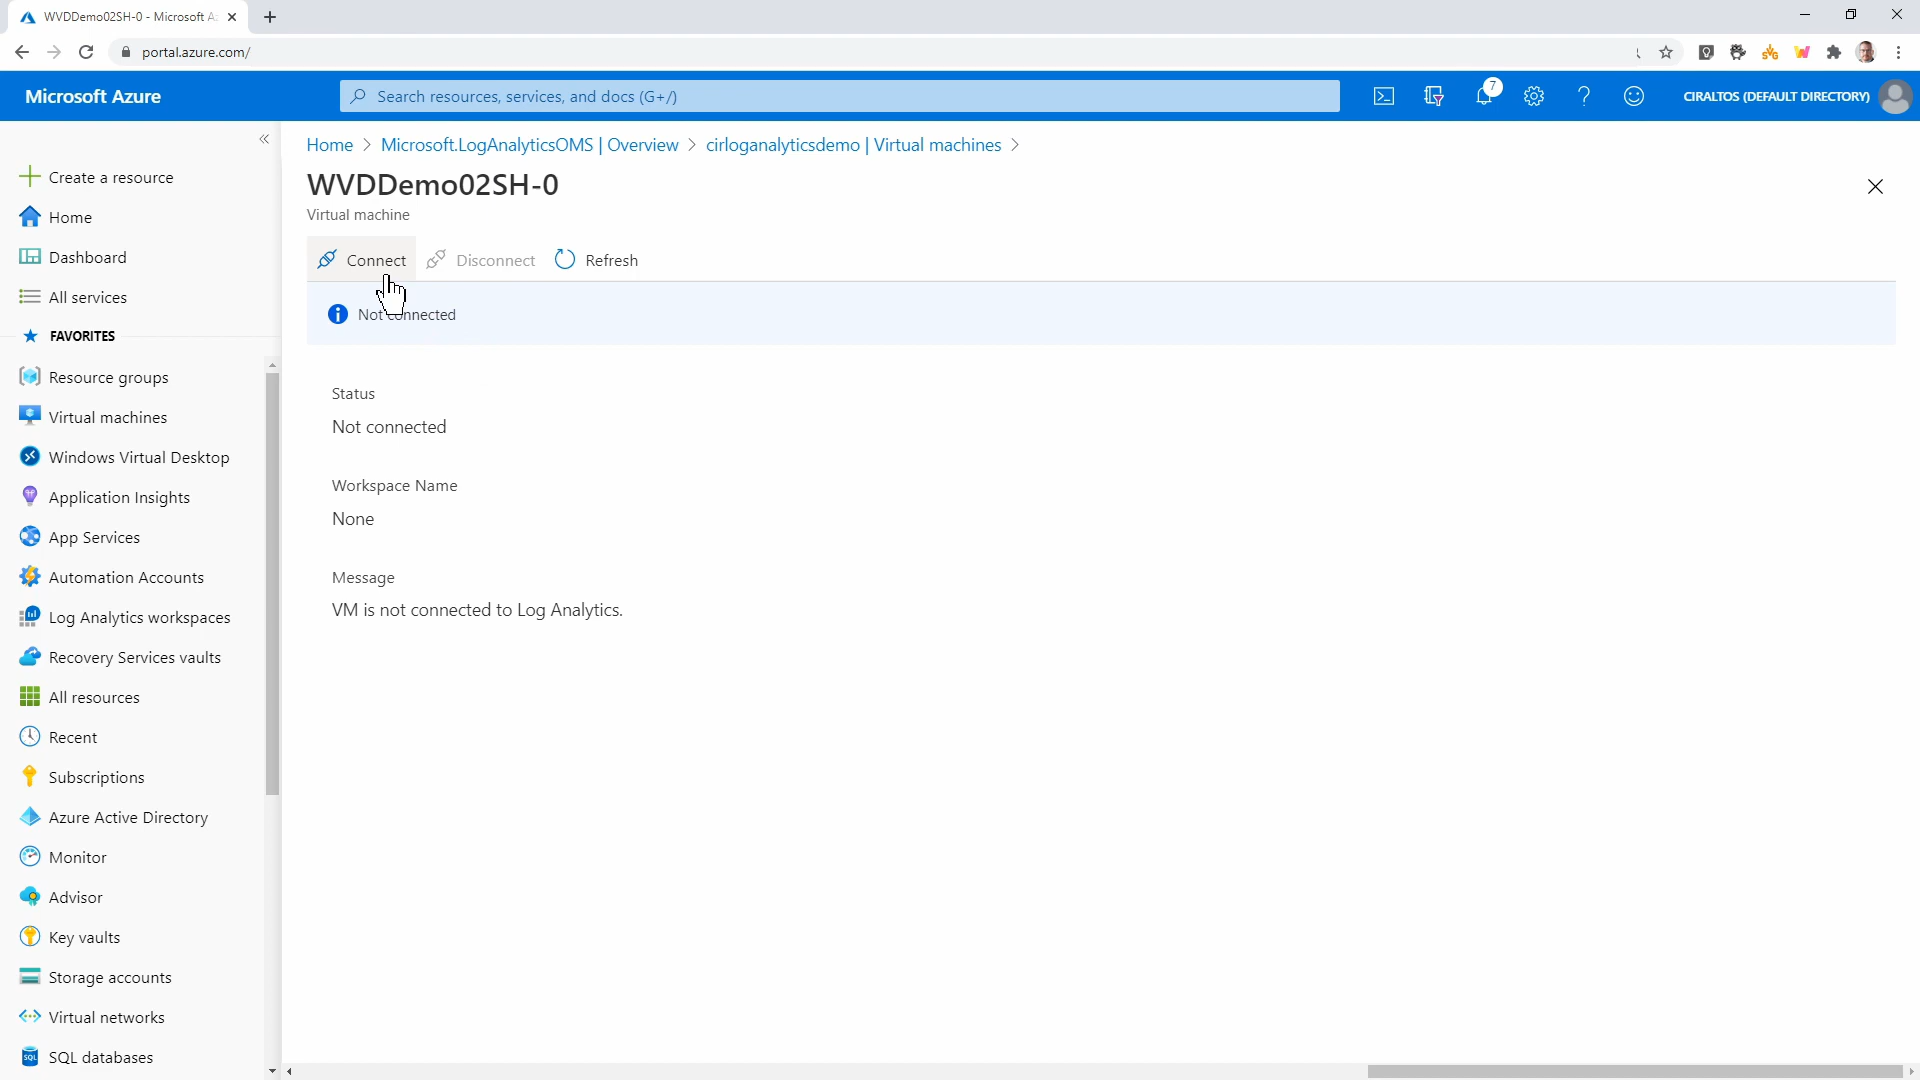 WVDDemo02SH-0 - Microsoft A
portal.azure.com/
Microsoft Azure
Search resources, services, and docs (G+/)
7
CIRALTOS (DEFAULT DIRECTORY)
Home > Microsoft.LogAnalyticsOMS | Overview > cirloganalyticsdemo | Virtual machines >
WVDDemo02SH-0
Virtual machine
Connect
Disconnect
Refresh
Not connected
Status
Not connected
Workspace Name
None
Message
VM is not connected to Log Analytics.
Create a resource
Home
Dashboard
All services
FAVORITES
Resource groups
Virtual machines
Windows Virtual Desktop
Application Insights
App Services
Automation Accounts
Log Analytics workspaces
Recovery Services vaults
All resources
Recent
Subscriptions
Azure Active Directory
Monitor
Advisor
Key vaults
Storage accounts
Virtual networks
SQL databases